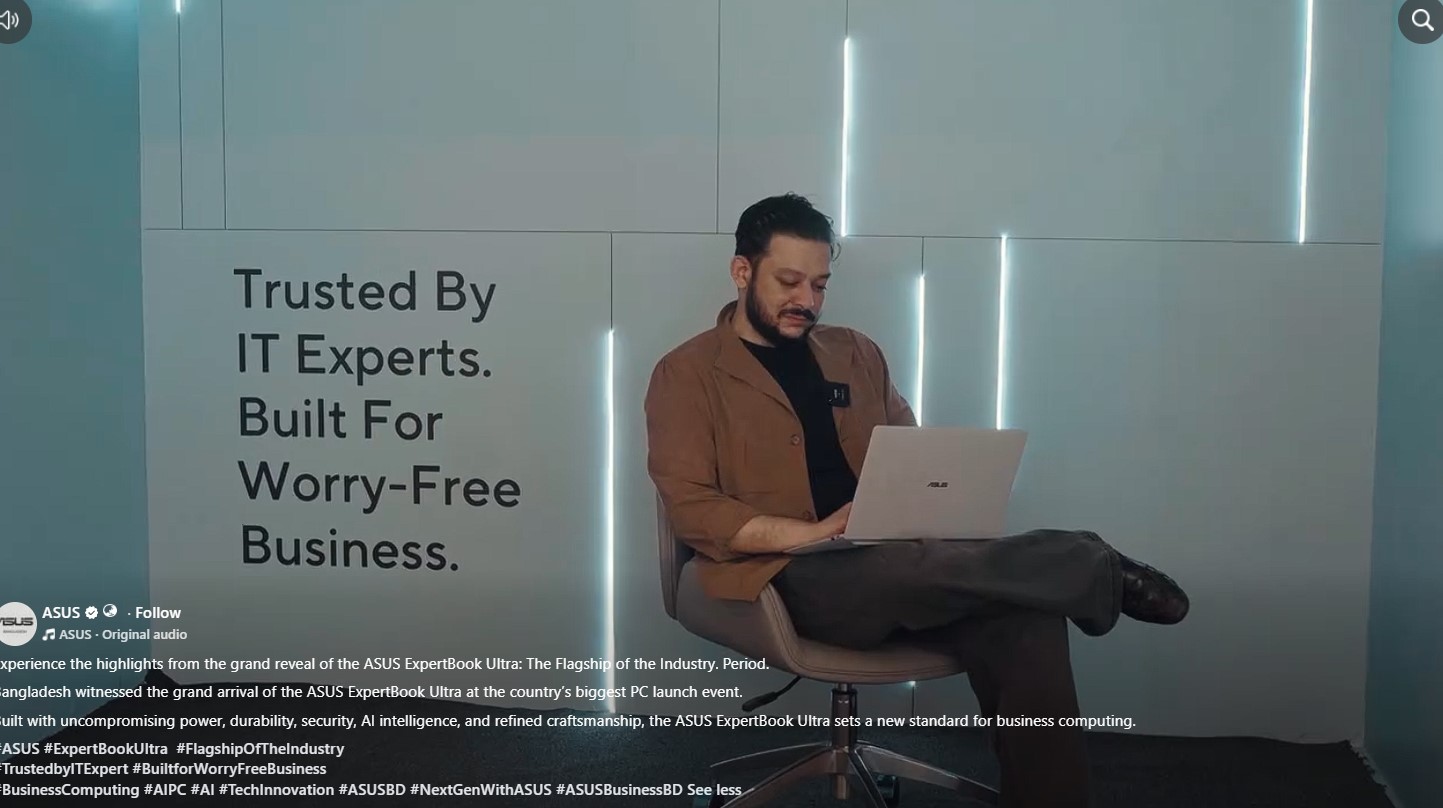 Trusted By
IT Experts.
Built For
Worry-Free
Business.
ASUS
ASUS
ASUS · Follow
ASUS · Original audio
xperience the highlights from the grand reveal of the ASUS ExpertBook Ultra: The Flagship of the Industry. Period.
Bangladesh witnessed the grand arrival of the ASUS ExpertBook Ultra at the country's biggest PC launch event.
Built with uncompromising power, durability, security, AI intelligence, and refined craftsmanship, the ASUS ExpertBook Ultra sets a new standard for business computing.
#ASUS #ExpertBookUltra #FlagshipOfTheIndustry
#TrustedbyITExpert #BuiltforWorryFreeBusiness
#BusinessComputing #AIPC #AI #TechInnovation #ASUSBD #NextGenWithASUS #ASUSBusinessBD See less